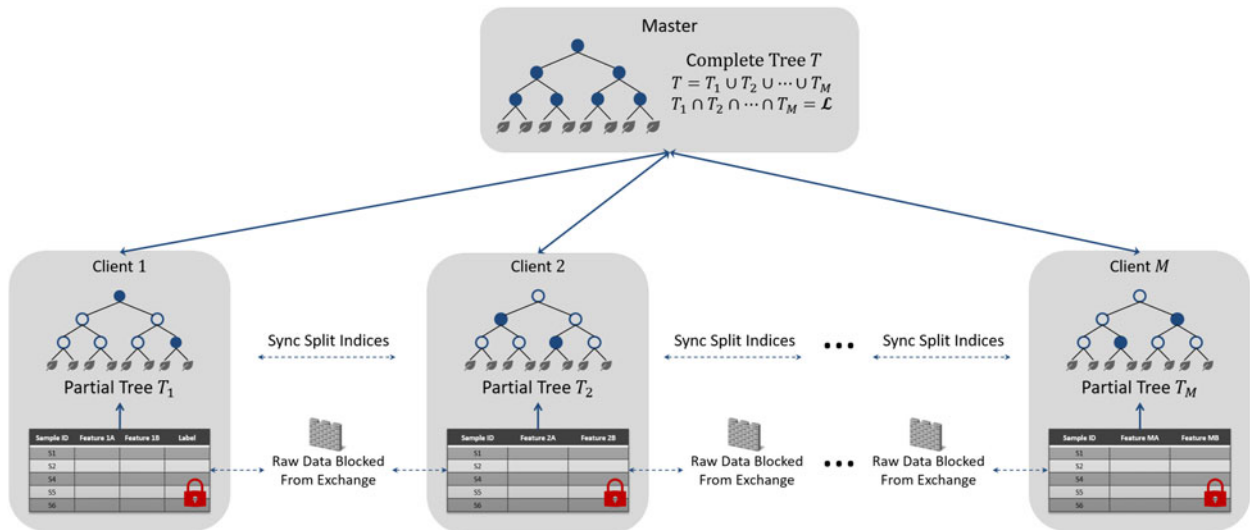 Master
Complete Tree T
T = T₁ ∪ T₂ ∪ ⋯ ∪ T_M
T₁ ∩ T₂ ∩ ⋯ ∩ T_M = 𝓛
Client 1
Client 2
Client M
Sync Split Indices
Sync Split Indices
•••
Sync Split Indices
Partial Tree T₁
Partial Tree T₂
Partial Tree T_M
Sample ID Feature 1A Feature 1B Label
S1
S2
S4
S5
S6
Raw Data Blocked
From Exchange
Sample ID Feature 2A Feature 2B
S1
S2
S4
S5
S6
Raw Data Blocked
From Exchange
•••
Raw Data Blocked
From Exchange
Sample ID Feature MA Feature MB
S1
S2
S4
S5
S6